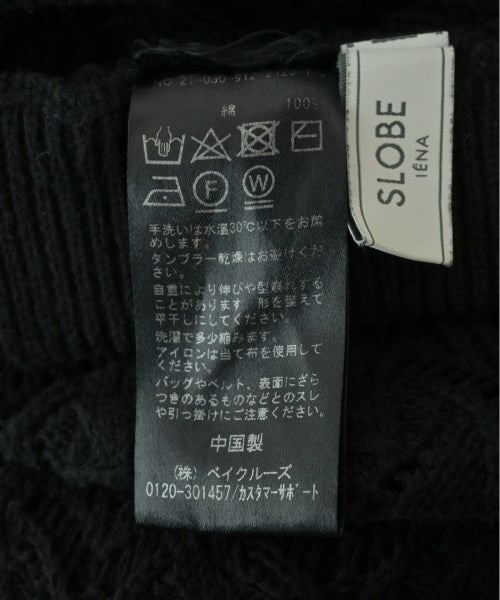 綿 100%
F W
手洗いは水温30℃以下をお薦
めします。
タンブラー乾燥はお避けくだ
さい。
自重により伸びや型崩れする
ことがあります。形を整えて
平干しにしてください。
洗濯で多少縮みます。
アイロンは当て布を使用して
ください。
バッグやベルト、表面にざら
つきのあるものなどとのスレ
や引っ掛けにご注意ください。
中国製
(株) ベイクルーズ
0120-301457/カスタマーサポート
SLOBE
IÉNA